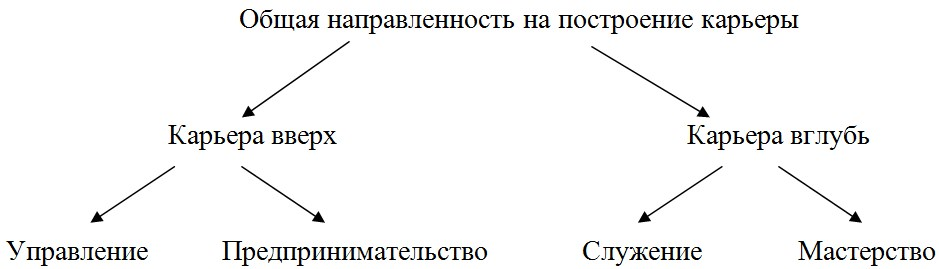 Общая направленность на построение карьеры
Карьера вверх Карьера вглубь
Управление Предпринимательство Служение Мастерство